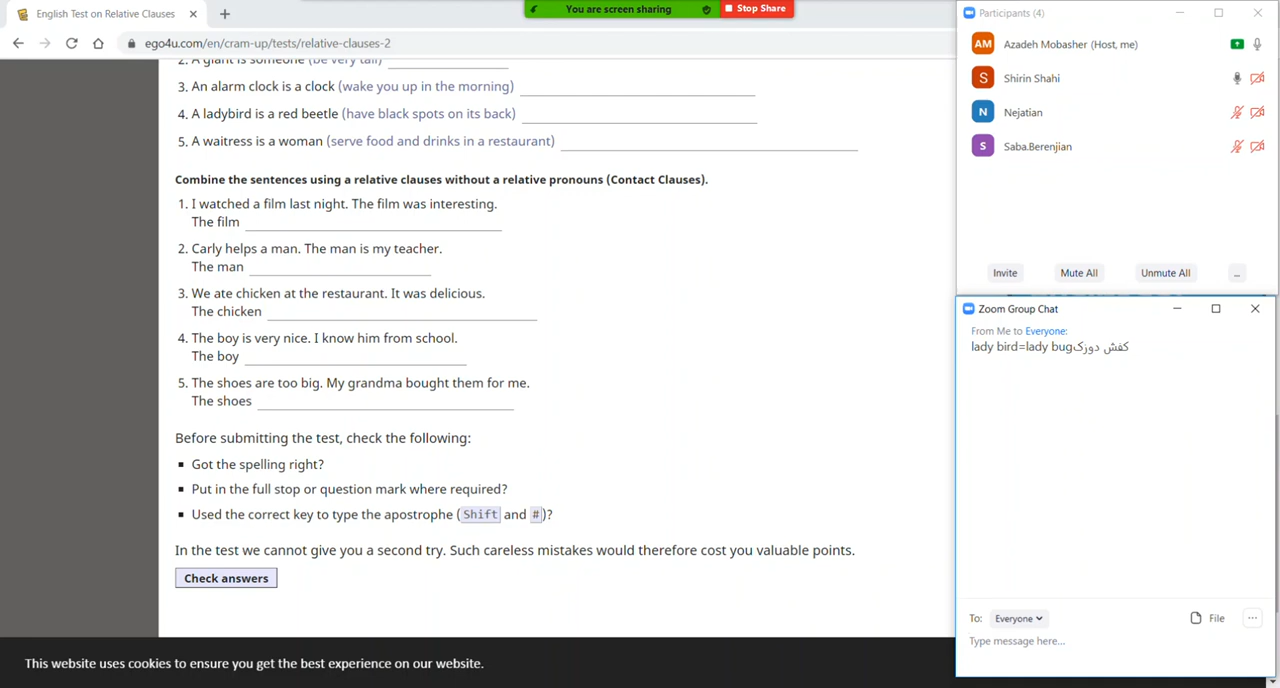 English Test on Relative Clauses
You are screen sharing
Stop Share
ego4u.com/en/cram-up/tests/relative-clauses-2
2. A giant is someone (be very tall)
3. An alarm clock is a clock (wake you up in the morning)
4. A ladybird is a red beetle (have black spots on its back)
5. A waitress is a woman (serve food and drinks in a restaurant)
Combine the sentences using a relative clauses without a relative pronouns (Contact Clauses).
1. I watched a film last night. The film was interesting.
The film
2. Carly helps a man. The man is my teacher.
The man
3. We ate chicken at the restaurant. It was delicious.
The chicken
4. The boy is very nice. I know him from school.
The boy
5. The shoes are too big. My grandma bought them for me.
The shoes
Before submitting the test, check the following:
Got the spelling right?
Put in the full stop or question mark where required?
Used the correct key to type the apostrophe (Shift and #)?
In the test we cannot give you a second try. Such careless mistakes would therefore cost you valuable points.
Check answers
This website uses cookies to ensure you get the best experience on our website.
Participants (4)
AM Azadeh Mobasher (Host, me)
S Shirin Shahi
N Nejatian
S Saba.Berenjian
Invite Mute All Unmute All ...
Zoom Group Chat
From Me to Everyone:
lady bird=lady bugکفش دوزک
To: Everyone File ...
Type message here...